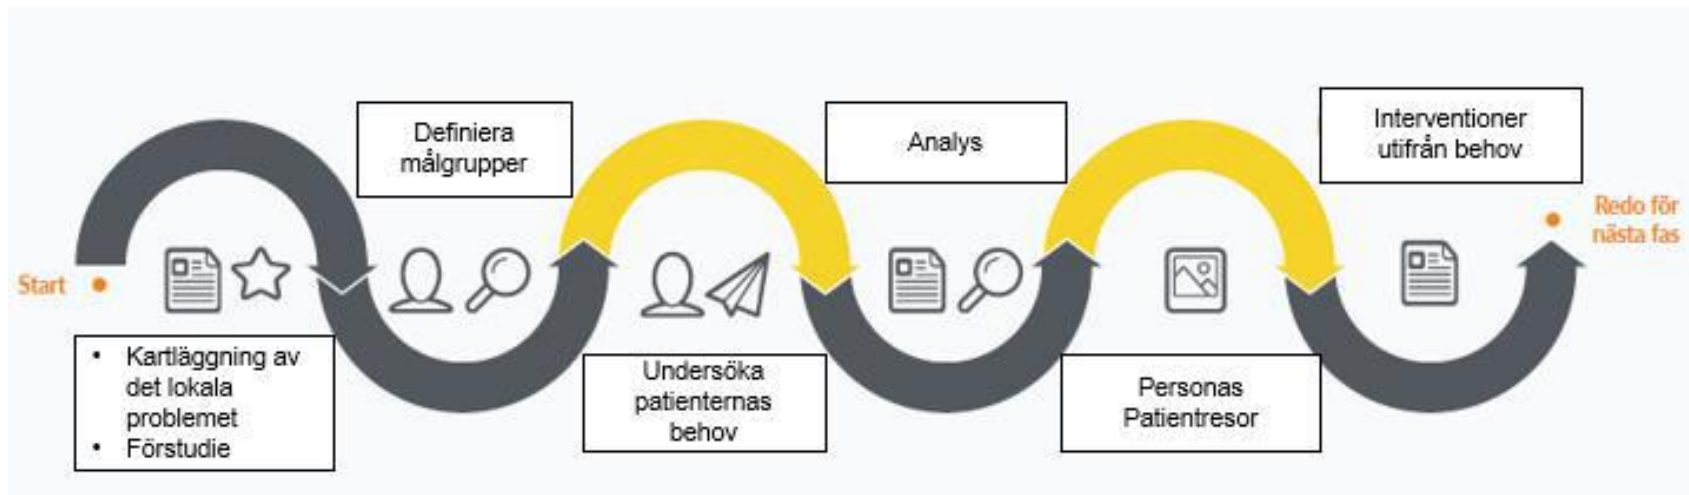 Start
• Kartläggning av
det lokala
problemet
• Förstudie
Definiera
målgrupper
Undersöka
patienternas
behov
Analys
Personas
Patientresor
Interventioner
utifrån behov
Redo för
nästa fas